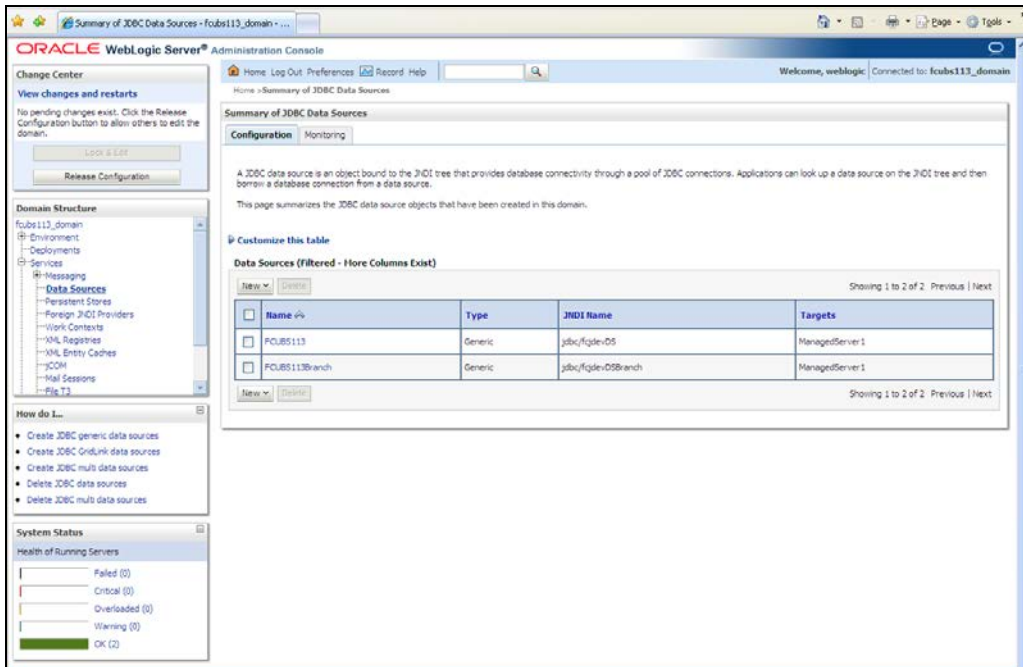 Summary of JDBC Data Sources - fcubs113_domain - ...
Page
Tools
ORACLE WebLogic Server® Administration Console
Change Center
View changes and restarts
No pending changes exist. Click the Release
Configuration button to allow others to edit the
domain.
Lock & Edit
Release Configuration
Domain Structure
fcubs113_domain
Environment
Deployments
Services
Messaging
Data Sources
Persistent Stores
Foreign JNDI Providers
Work Contexts
XML Registries
XML Entity Caches
jCOM
Mail Sessions
File T3
How do I...
Create JDBC generic data sources
Create JDBC GridLink data sources
Create JDBC multi data sources
Delete JDBC data sources
Delete JDBC multi data sources
System Status
Health of Running Servers
Failed (0)
Critical (0)
Overloaded (0)
Warning (0)
OK (2)
Home Log Out Preferences Record Help
Welcome, weblogic Connected to: fcubs113_domain
Home >Summary of JDBC Data Sources
Summary of JDBC Data Sources
Configuration Monitoring
A JDBC data source is an object bound to the JNDI tree that provides database connectivity through a pool of JDBC connections. Applications can look up a data source on the JNDI tree and then
borrow a database connection from a data source.
This page summarizes the JDBC data source objects that have been created in this domain.
Customize this table
Data Sources (Filtered - More Columns Exist)
New Delete Showing 1 to 2 of 2 Previous | Next
Name Type JNDI Name Targets
FCUBS113 Generic jdbc/fcjdevDS ManagedServer1
FCUBS113Branch Generic jdbc/fcjdevDSBranch ManagedServer1
New Delete Showing 1 to 2 of 2 Previous | Next